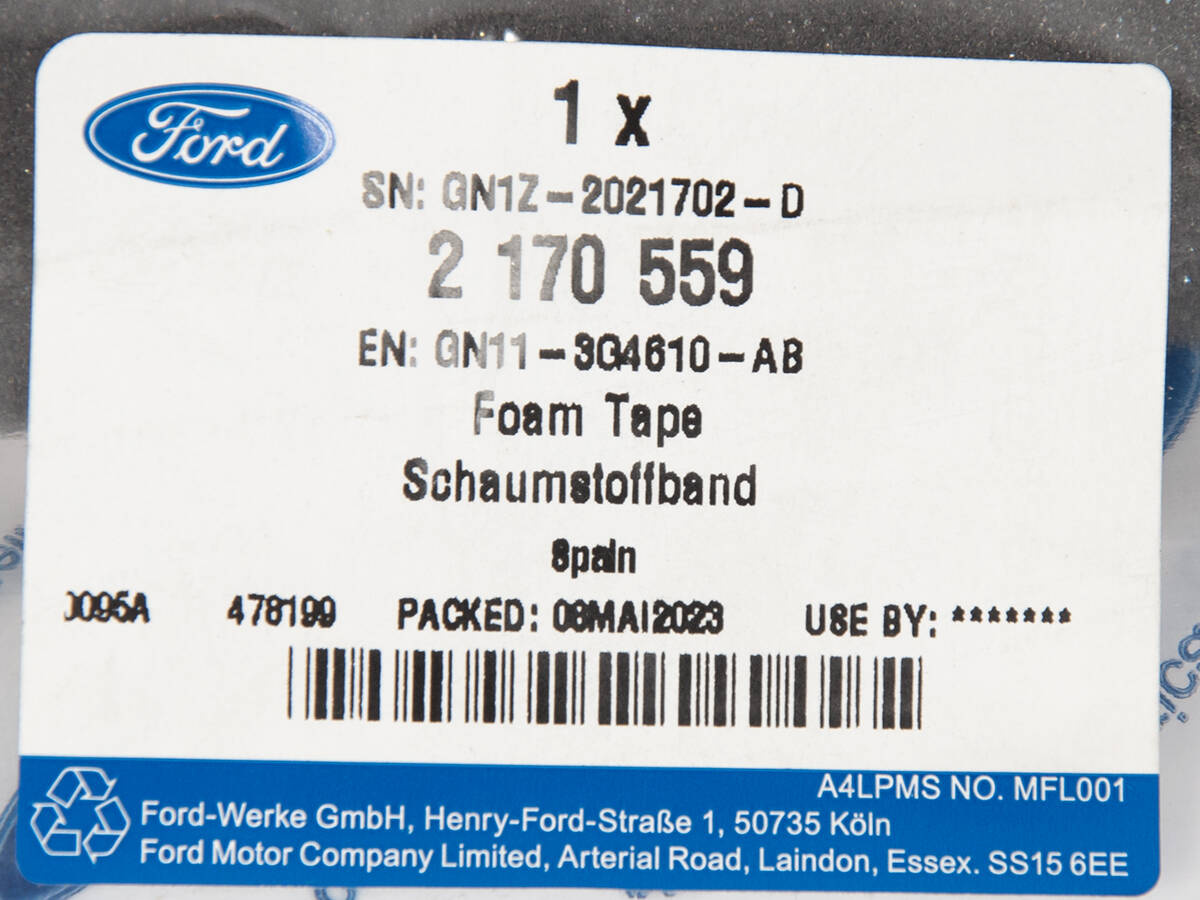 Ford
1 x
SN: GN1Z-2021702-D
2 170 559
EN: GN11-3G4610-AB
Foam Tape
Schaumstoffband
Spain
0095A 478199 PACKED: 08MAI2023 USE BY: *******
A4LPMS NO. MFL001
Ford-Werke GmbH, Henry-Ford-Straße 1, 50735 Köln
Ford Motor Company Limited, Arterial Road, Laindon, Essex. SS15 6EE